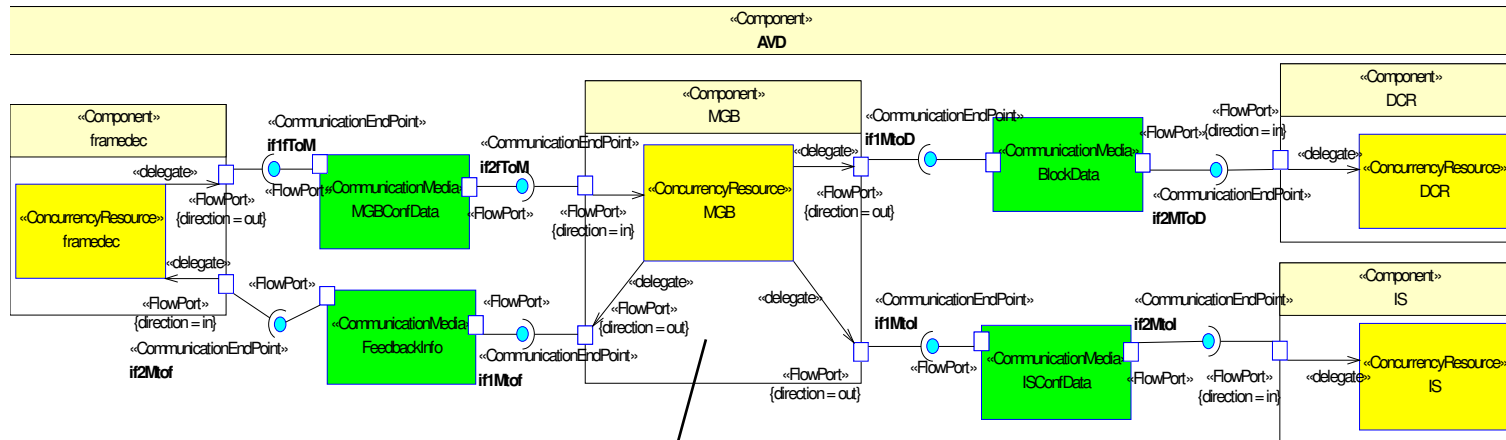 «Component»
AVD
«Component»
framedec
«CommunicationEndPoint»
if1fToM
«delegate»
«FlowPort»
«FlowPort»
{direction = out}
«ConcurrencyResource»
framedec
«CommunicationMedia»
MGBConfData
«CommunicationEndPoint»
if2fToM
«FlowPort»
«FlowPort»
{direction = in}
«Component»
MGB
«ConcurrencyResource»
MGB
«delegate»
«FlowPort»
{direction = out}
«CommunicationEndPoint»
if1MtoD
«CommunicationMedia»
BlockData
«FlowPort»
«FlowPort»
{direction = in}
«CommunicationEndPoint»
if2MToD
«Component»
DCR
«delegate»
«ConcurrencyResource»
DCR
«delegate»
«FlowPort»
{direction = in}
«FlowPort»
«CommunicationEndPoint»
if2Mtof
«CommunicationMedia»
FeedbackInfo
«FlowPort»
«CommunicationEndPoint»
if1Mtof
«delegate»
«FlowPort»
{direction = out}
«delegate»
«FlowPort»
{direction = out}
«CommunicationEndPoint»
if1MtoI
«FlowPort»
«CommunicationMedia»
ISConfData
«CommunicationEndPoint»
if2MtoI
«FlowPort»
«FlowPort»
{direction = in}
«Component»
IS
«delegate»
«ConcurrencyResource»
IS